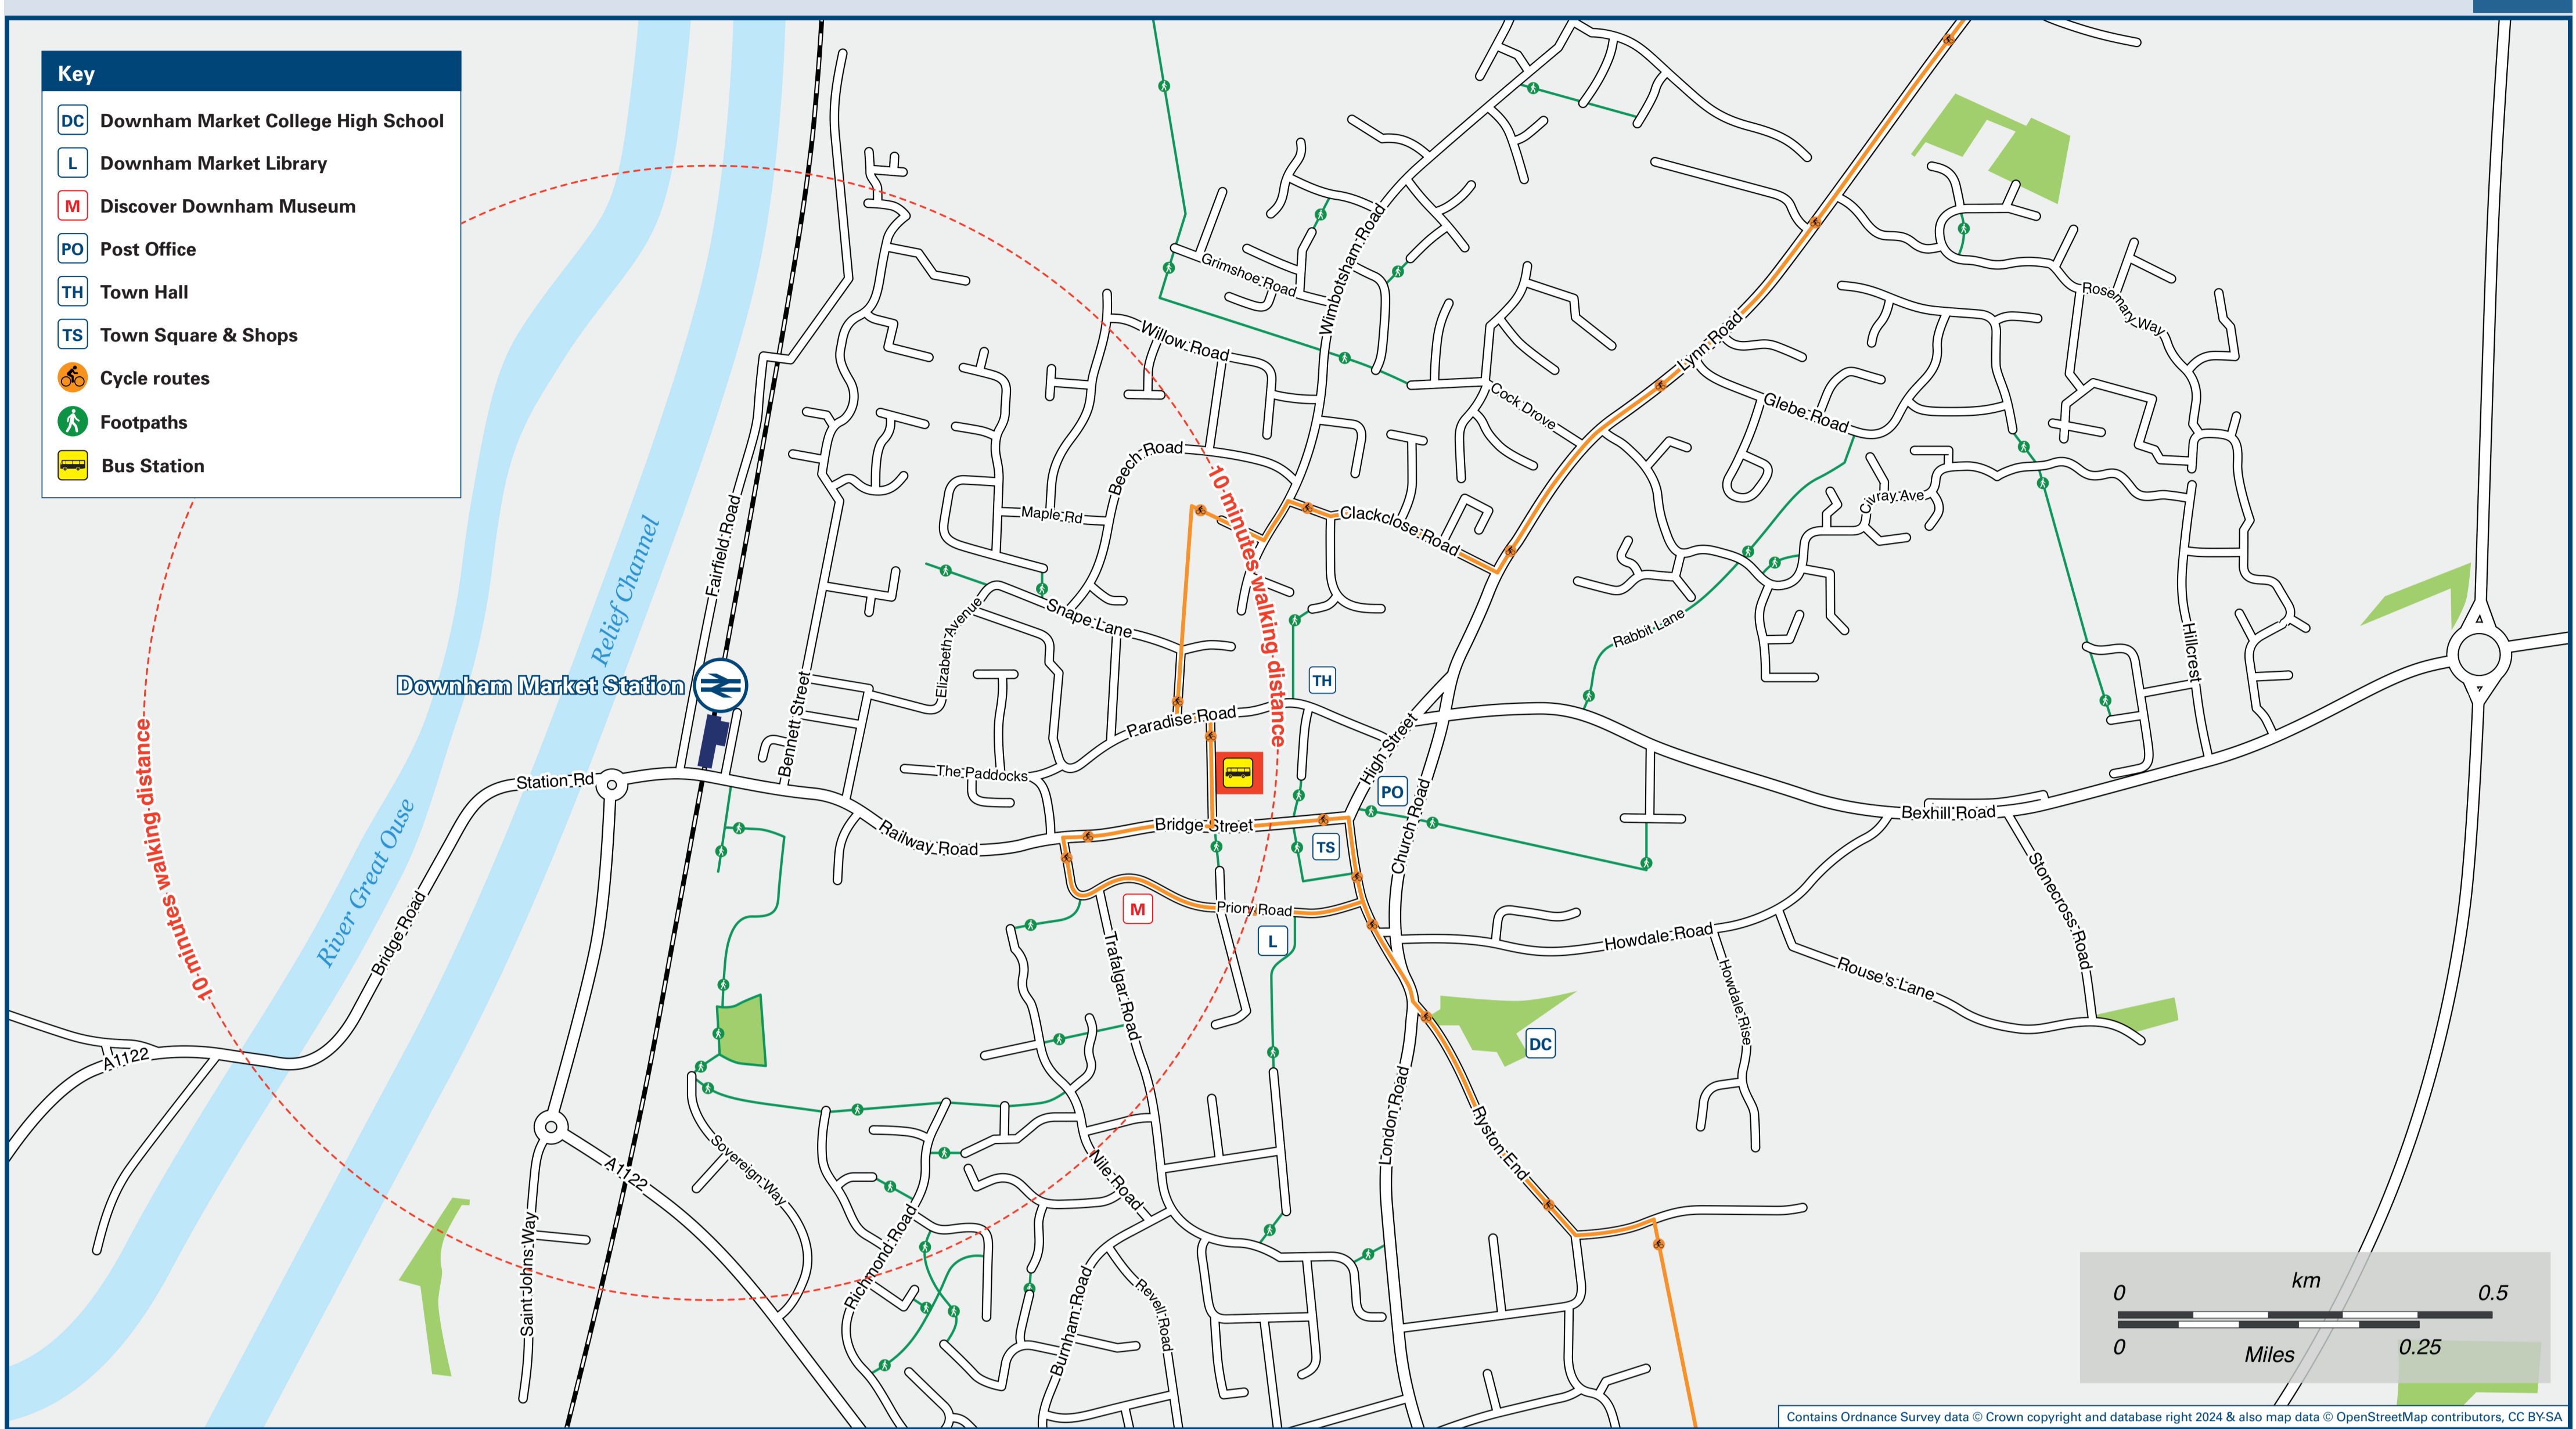 Key
DC Downham Market College High School
L Downham Market Library
M Discover Downham Museum
PO Post Office
TH Town Hall
TS Town Square & Shops
Cycle routes
Footpaths
Bus Station
Grimshoe Road
Wimbotsham Road
Willow Road
Lynn Road
Rosemary Way
Cock Drove
Glebe Road
Beech Road
10 minutes walking distance
Maple Rd
Clackclose Road
Civray Ave
Fairfield Road
Relief Channel
Snape Lane
Elizabeth Avenue
Rabbit Lane
Hillcrest
Downham Market Station
TH
Bennett Street
Paradise Road
High Street
The Paddocks
Station Rd
PO
Bridge Street
Railway Road
TS
Church Road
Bexhill Road
10 minutes walking distance
River Great Ouse
Bridge Road
M
Priory Road
L
Trafalgar Road
Howdale Road
Howdale Rise
Rouse's Lane
Stonecross Road
DC
A1122
A1122
Sovereign Way
Nile Road
London Road
Ryston End
Saint Johns Way
Richmond Road
Burnham Road
Revell Road
km
0 0.5
0 0.25
Miles
Contains Ordnance Survey data © Crown copyright and database right 2024 & also map data © OpenStreetMap contributors, CC BY-SA